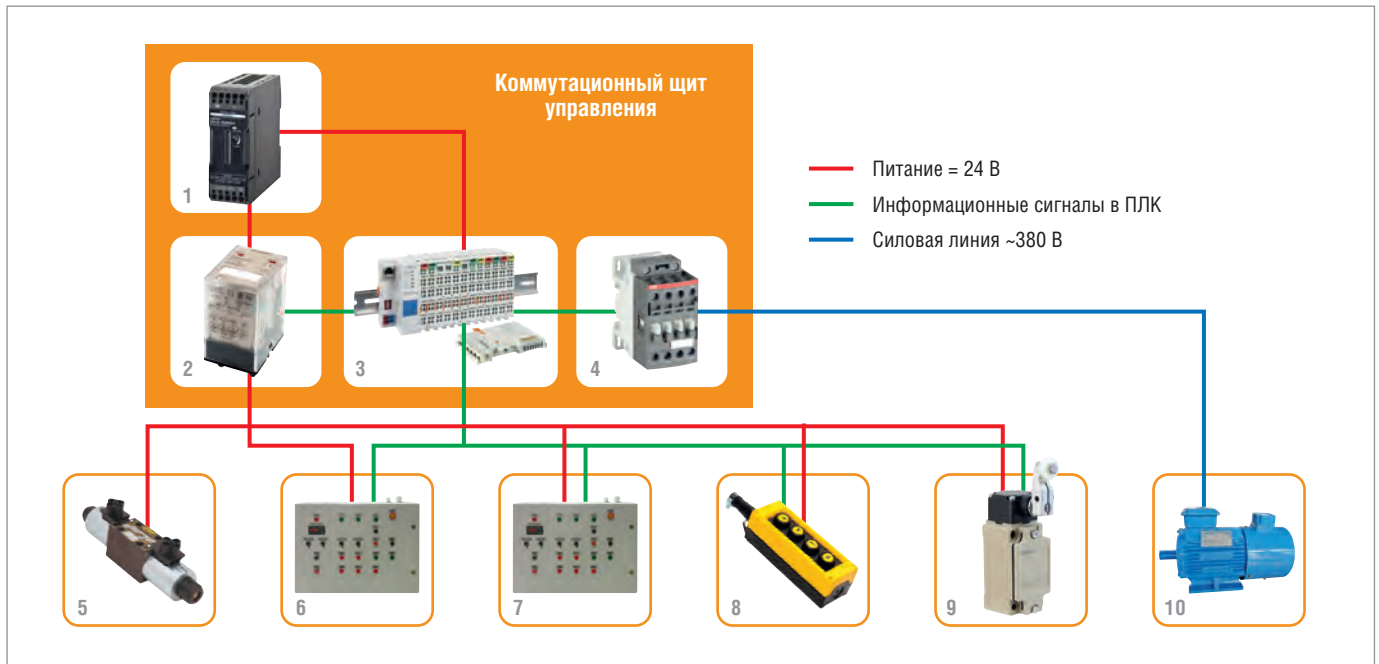 Коммутационный щит
управления
1
Питание = 24 В
Информационные сигналы в ПЛК
Силовая линия ~380 В
2
3
4
5
6
7
8
9
10